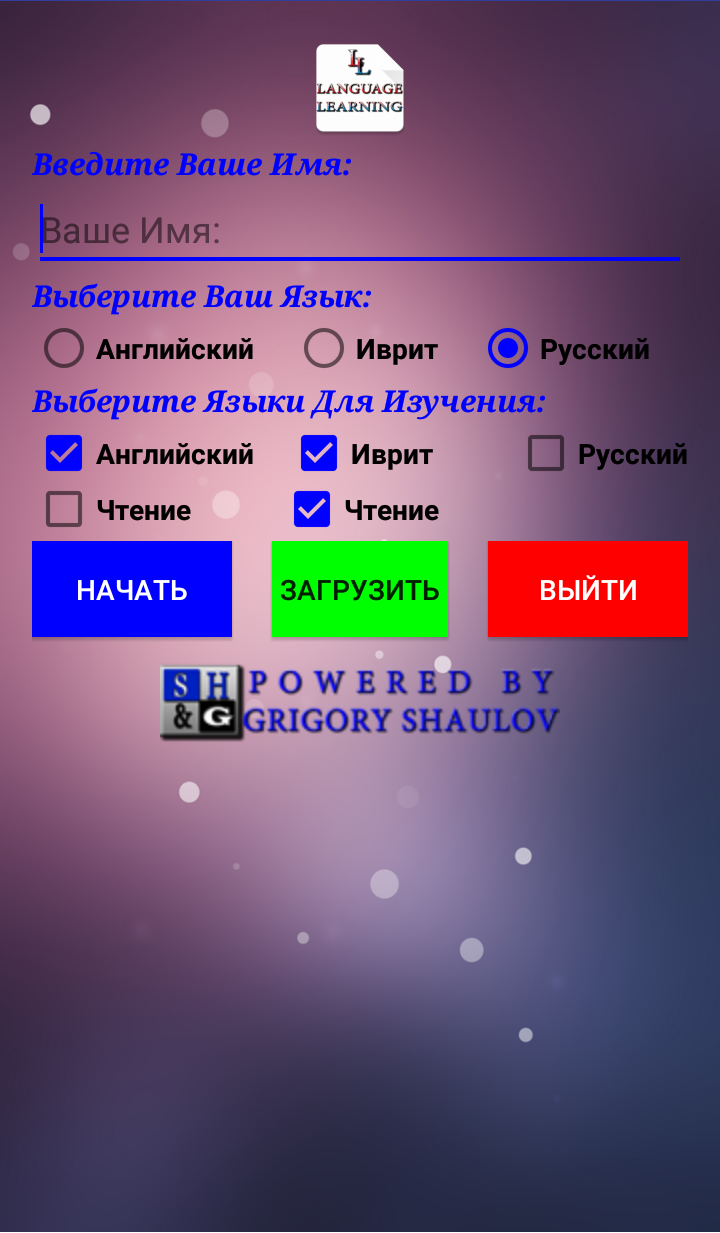 LL
LANGUAGE
LEARNING
Введите Ваше Имя:
Ваше Имя:
Выберите Ваш Язык:
Английский Иврит Русский
Выберите Языки Для Изучения:
Английский Иврит Русский
Чтение Чтение
НАЧАТЬ ЗАГРУЗИТЬ ВЫЙТИ
SH POWERED BY
&G GRIGORY SHAULOV